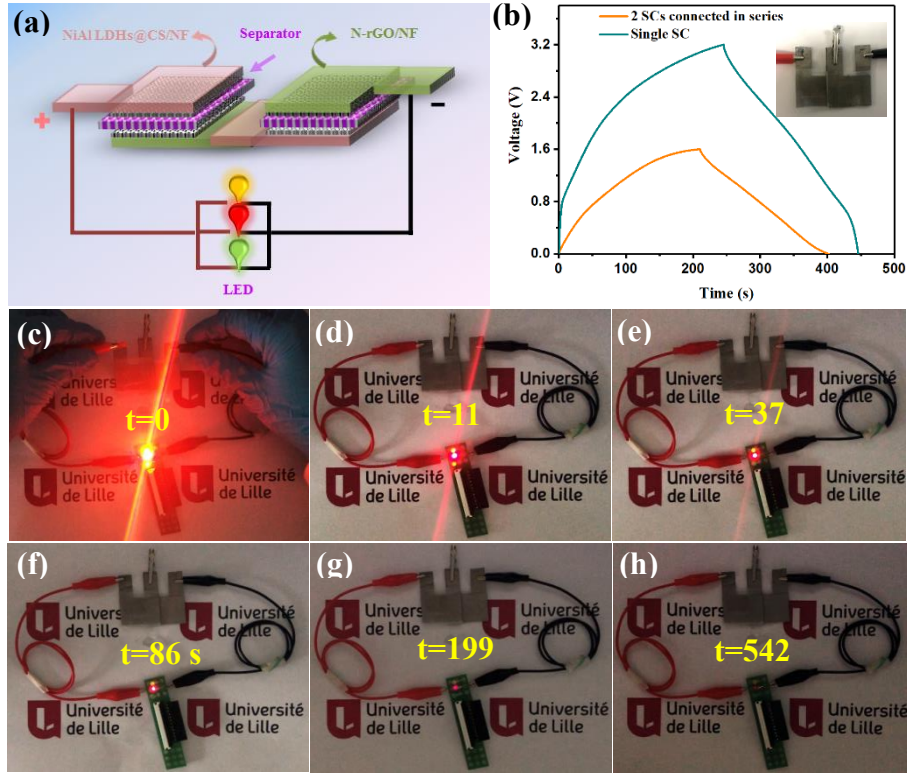 (a)
NiAl LDHs@CS/NF
Separator
N-rGO/NF
+
-
LED
(b)
2 SCs connected in series
Single SC
Voltage (V)
3.2
2.4
1.6
0.8
0.0
0
100
200
300
400
500
Time (s)
(c)
Université
de Lille
t=0
Université
de Lille
Université
de Lille
(d)
Université
de Lille
Université
de Lille
t=11
Université
de Lille
Université
de Lille
(e)
Université
de Lille
Université
de Lille
t=37
Université
de Lille
Université
de Lille
(f)
Université
de Lille
Université
de Lille
t=86 s
Université
de Lille
Université
de Lille
(g)
Université
de Lille
Université
de Lille
t=199
Université
de Lille
Université
de Lille
(h)
Université
de Lille
Université
de Lille
t=542
Université
de Lille
Université
de Lille